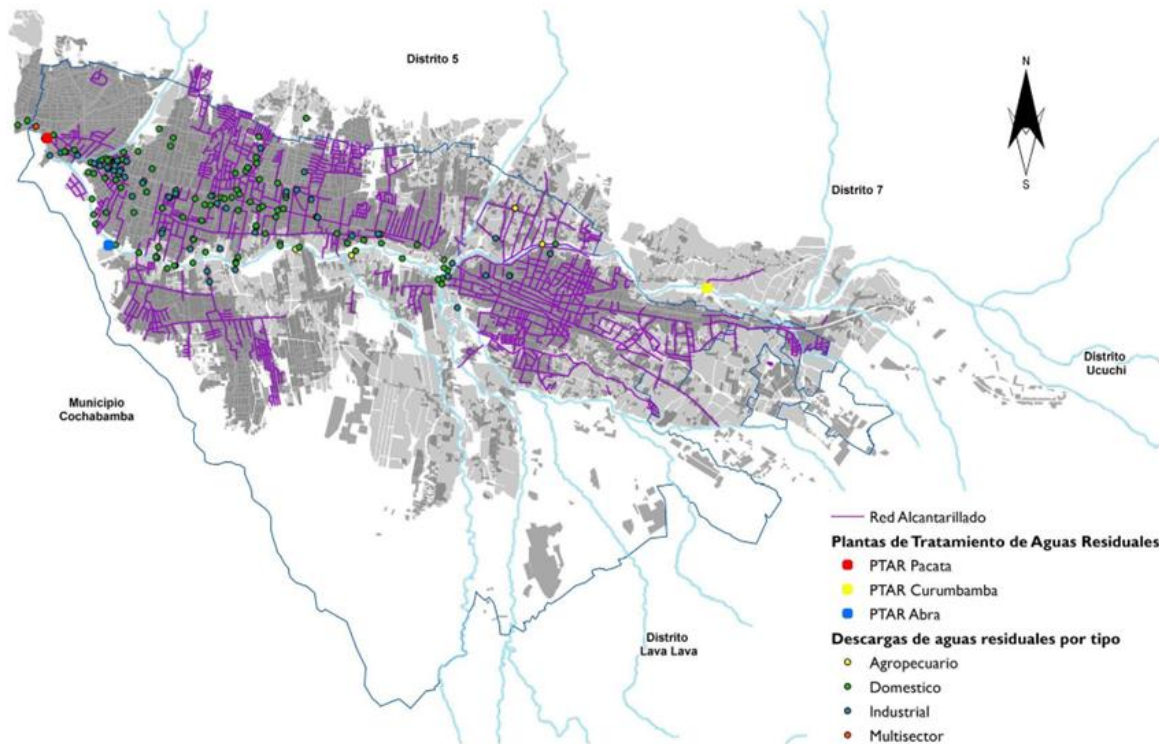 Distrito 5
N
S
Distrito 7
Distrito
Ucuchi
Municipio
Cochabamba
Distrito
Lava Lava
Red Alcantarillado
Plantas de Tratamiento de Aguas Residuales
PTAR Pacata
PTAR Curumbamba
PTAR Abra
Descargas de aguas residuales por tipo
Agropecuario
Domestico
Industrial
Multisector